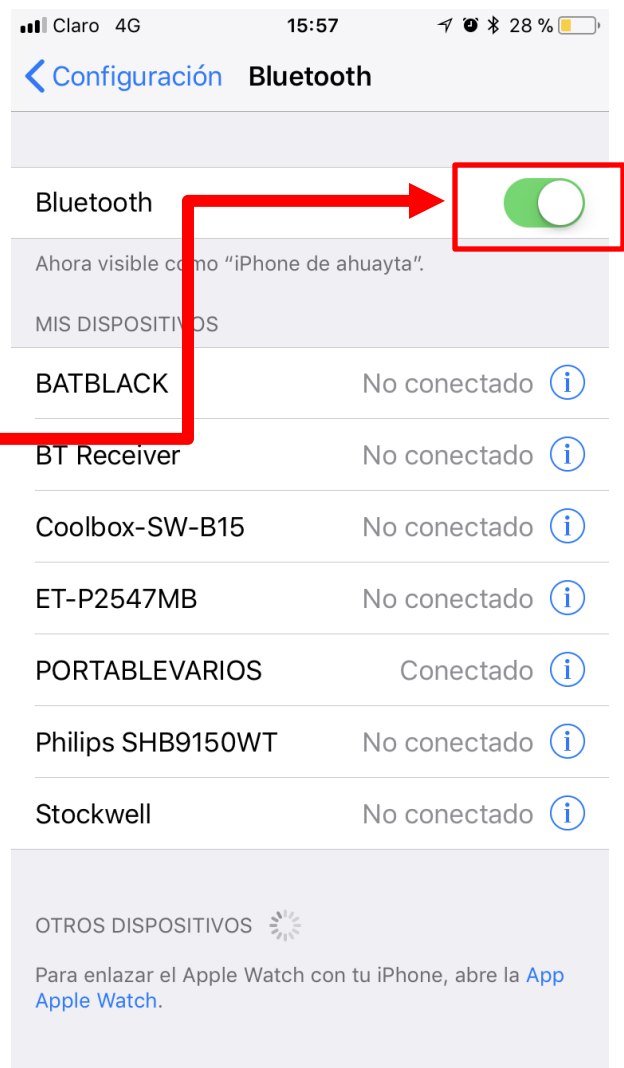 Claro 4G 15:57 28 %
Configuración Bluetooth
Bluetooth
Ahora visible como “iPhone de ahuayta”.
MIS DISPOSITIVOS
BATBLACK No conectado i
BT Receiver No conectado i
Coolbox-SW-B15 No conectado i
ET-P2547MB No conectado i
PORTABLEVARIOS Conectado i
Philips SHB9150WT No conectado i
Stockwell No conectado i
OTROS DISPOSITIVOS
Para enlazar el Apple Watch con tu iPhone, abre la App
Apple Watch.